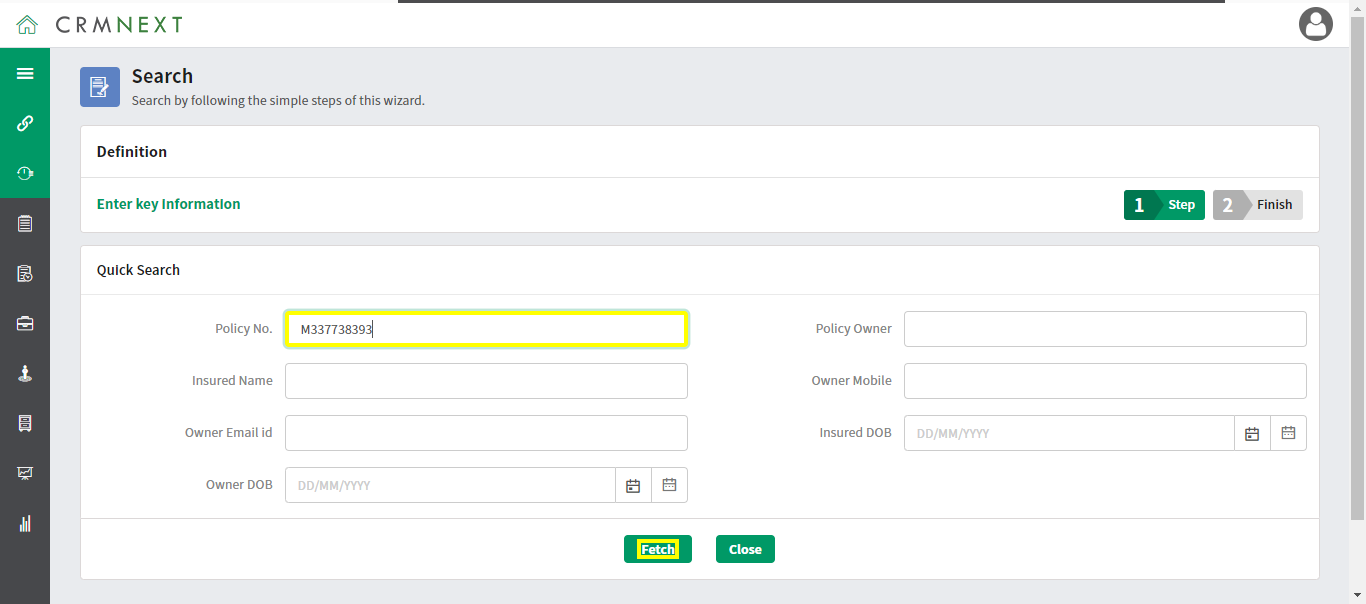 CRMNEXT
Search
Search by following the simple steps of this wizard.
Definition
Enter key Information
1 Step 2 Finish
Quick Search
Policy No. M337738393 Policy Owner
Insured Name Owner Mobile
Owner Email id Insured DOB DD/MM/YYYY
Owner DOB DD/MM/YYYY
Fetch Close